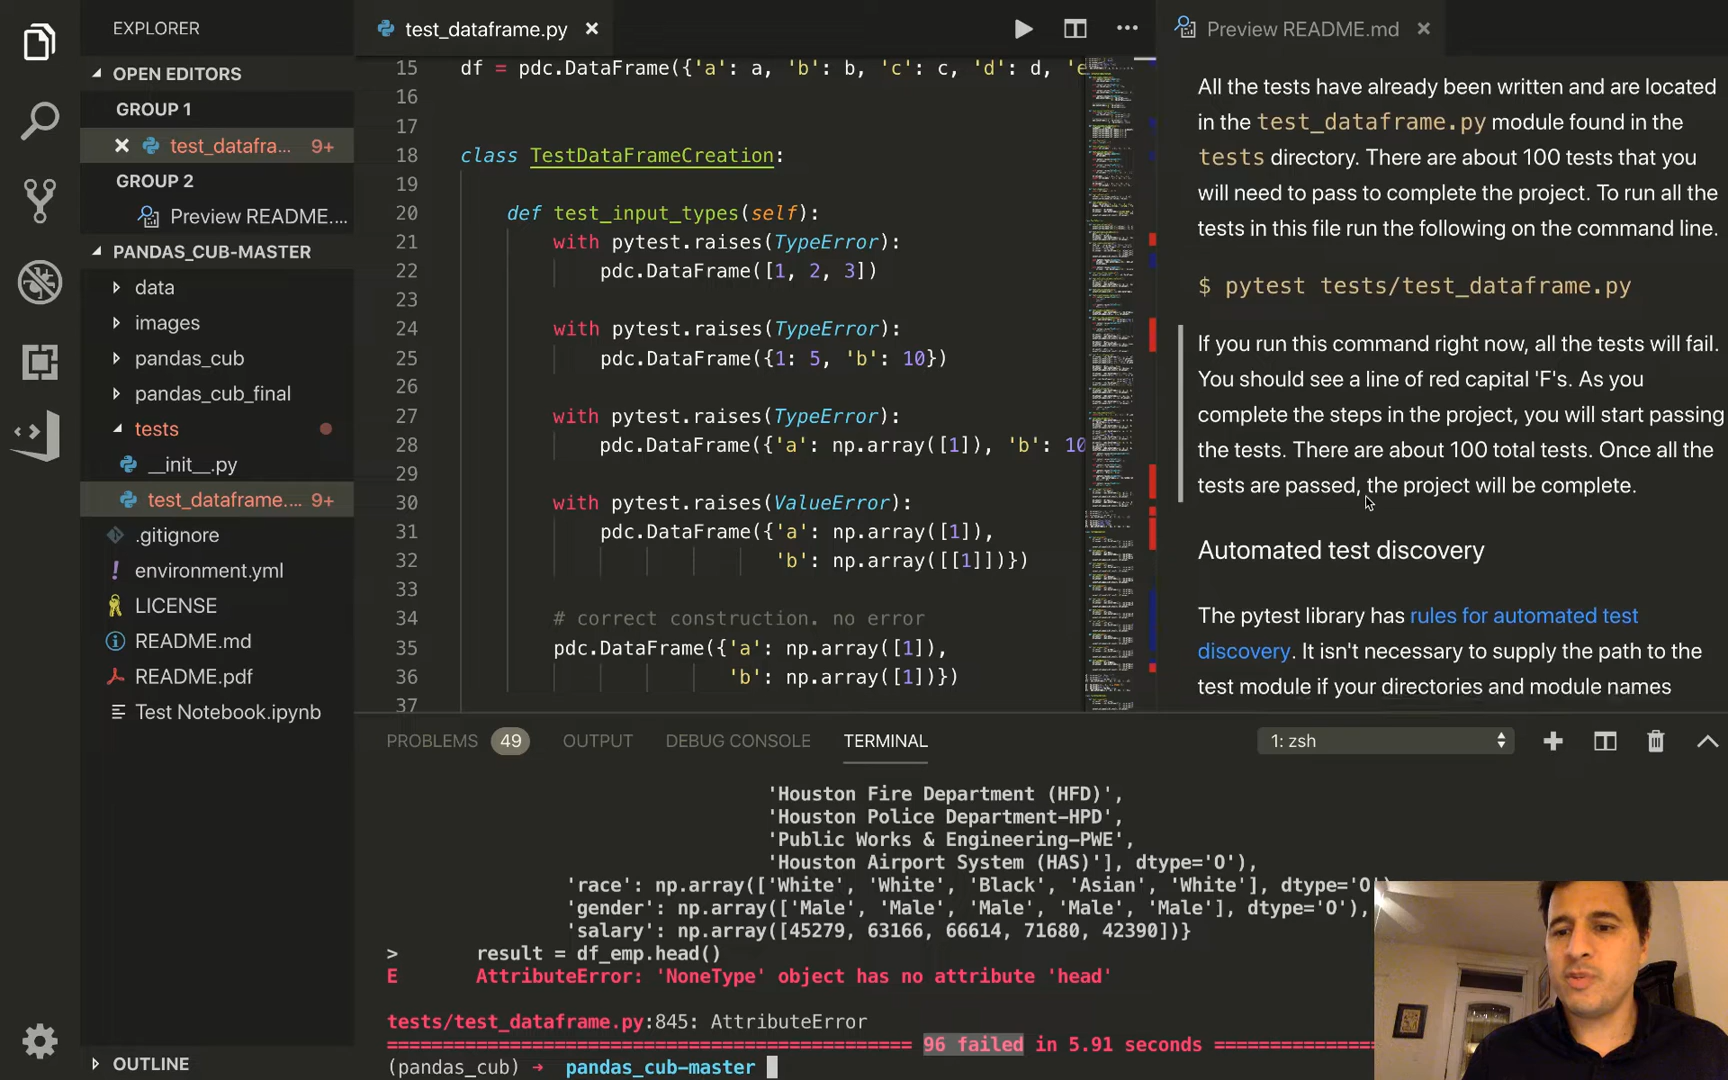 EXPLORER
OPEN EDITORS
GROUP 1
test_datafra... 9+
GROUP 2
Preview README....
PANDAS_CUB-MASTER
data
images
pandas_cub
pandas_cub_final
tests
__init__.py
test_dataframe.... 9+
.gitignore
environment.yml
LICENSE
README.md
README.pdf
Test Notebook.ipynb
OUTLINE
test_dataframe.py
15 df = pdc.DataFrame({'a': a, 'b': b, 'c': c, 'd': d, 'e
16
17
18 class TestDataFrameCreation:
19
20 def test_input_types(self):
21 with pytest.raises(TypeError):
22 pdc.DataFrame([1, 2, 3])
23
24 with pytest.raises(TypeError):
25 pdc.DataFrame({1: 5, 'b': 10})
26
27 with pytest.raises(TypeError):
28 pdc.DataFrame({'a': np.array([1]), 'b': 10
29
30 with pytest.raises(ValueError):
31 pdc.DataFrame({'a': np.array([1]),
32 'b': np.array([[1]])})
33
34 # correct construction. no error
35 pdc.DataFrame({'a': np.array([1]),
36 'b': np.array([1])})
37
Preview README.md
All the tests have already been written and are located
in the test_dataframe.py module found in the
tests directory. There are about 100 tests that you
will need to pass to complete the project. To run all the
tests in this file run the following on the command line.
$ pytest tests/test_dataframe.py
If you run this command right now, all the tests will fail.
You should see a line of red capital 'F's. As you
complete the steps in the project, you will start passing
the tests. There are about 100 total tests. Once all the
tests are passed, the project will be complete.
Automated test discovery
The pytest library has rules for automated test
discovery. It isn't necessary to supply the path to the
test module if your directories and module names
PROBLEMS 49 OUTPUT DEBUG CONSOLE TERMINAL 1: zsh
'Houston Fire Department (HFD)',
'Houston Police Department-HPD',
'Public Works & Engineering-PWE',
'Houston Airport System (HAS)'], dtype='O'),
'race': np.array(['White', 'White', 'Black', 'Asian', 'White'], dtype='O'),
'gender': np.array(['Male', 'Male', 'Male', 'Male', 'Male'], dtype='O'),
'salary': np.array([45279, 63166, 66614, 71680, 42390])}
> result = df_emp.head()
E AttributeError: 'NoneType' object has no attribute 'head'
tests/test_dataframe.py:845: AttributeError
=========================================== 96 failed in 5.91 seconds ===============
(pandas_cub) → pandas_cub-master